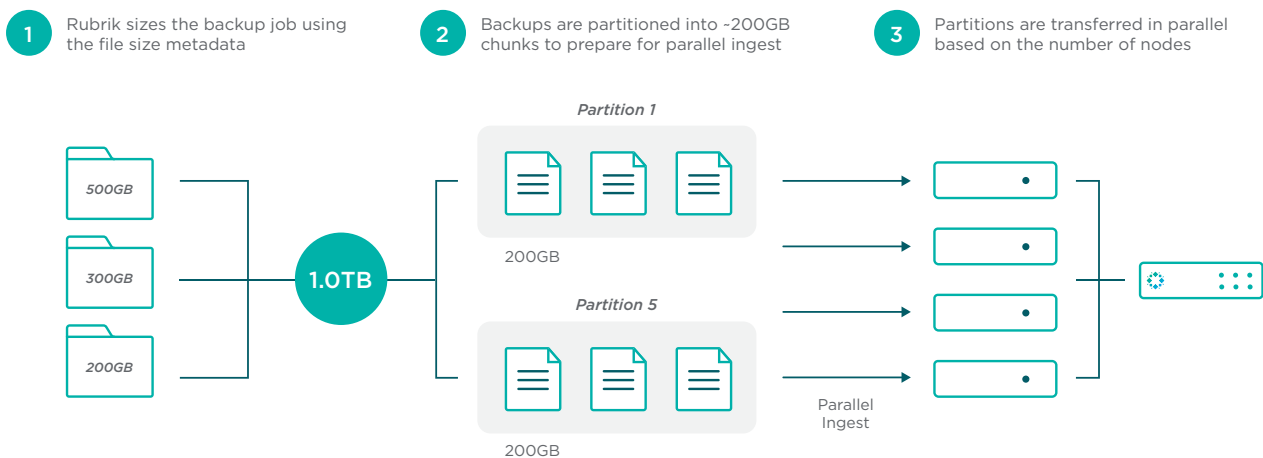 1
Rubrik sizes the backup job using
the file size metadata
2
Backups are partitioned into ~200GB
chunks to prepare for parallel ingest
3
Partitions are transferred in parallel
based on the number of nodes
500GB
300GB
200GB
1.0TB
Partition 1
200GB
Partition 5
200GB
Parallel
Ingest